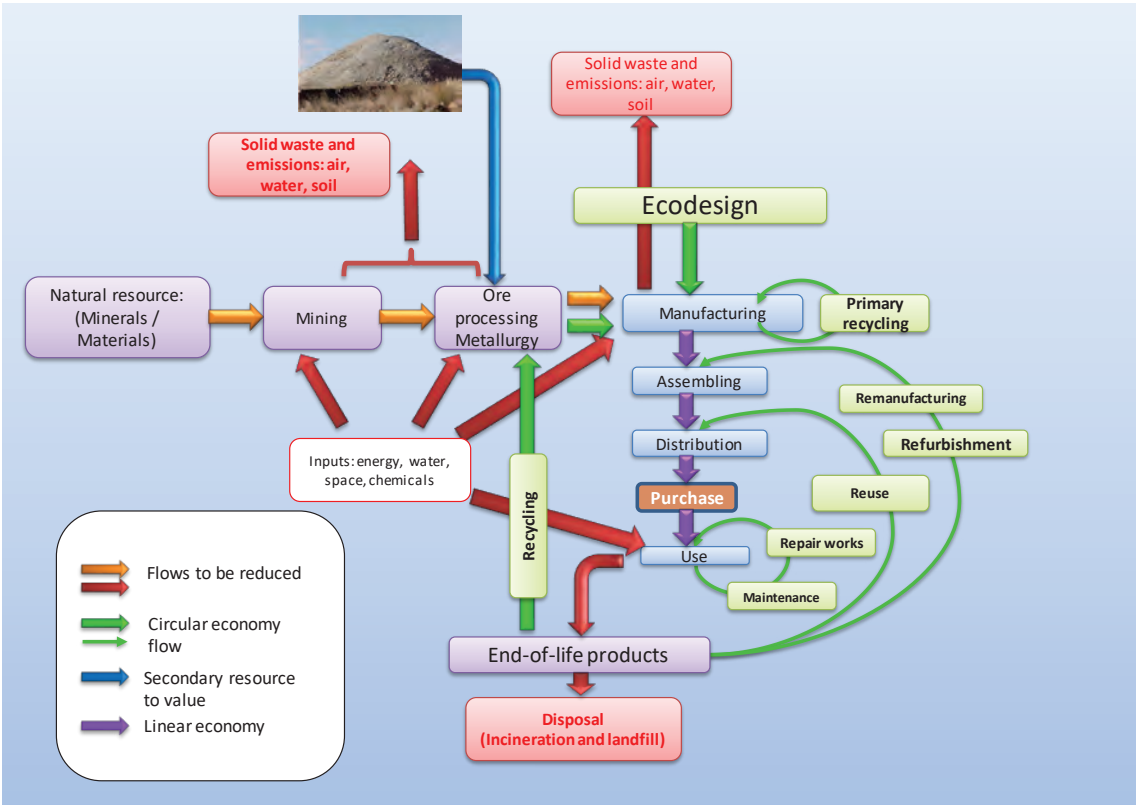 Solid waste and
emissions: air, water,
soil
Solid waste and
emissions: air,
water, soil
Ecodesign
Natural resource:
(Minerals /
Materials)
Mining
Ore
processing
Metallurgy
Manufacturing
Primary
recycling
Assembling
Remanufacturing
Distribution
Refurbishment
Inputs: energy, water,
space, chemicals
Purchase
Reuse
Recycling
Use
Repair works
Maintenance
End-of-life products
Disposal
(Incineration and landfill)
Flows to be reduced
Circular economy
flow
Secondary resource
to value
Linear economy